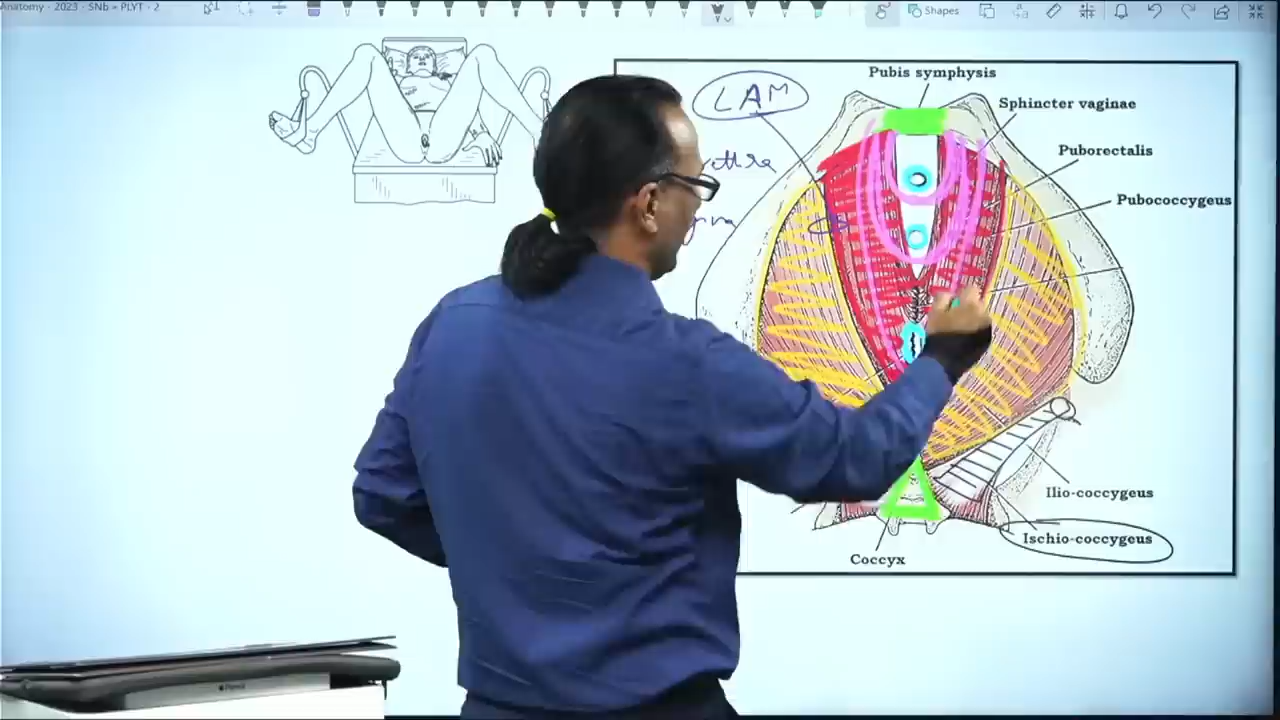 Anatomy - 2023 - SNb » PLYT - 2
Shapes
LAM
Pubis symphysis
Sphincter vaginae
Puborectalis
Pubococcygeus
Ilio-coccygeus
Ischio-coccygeus
Coccyx